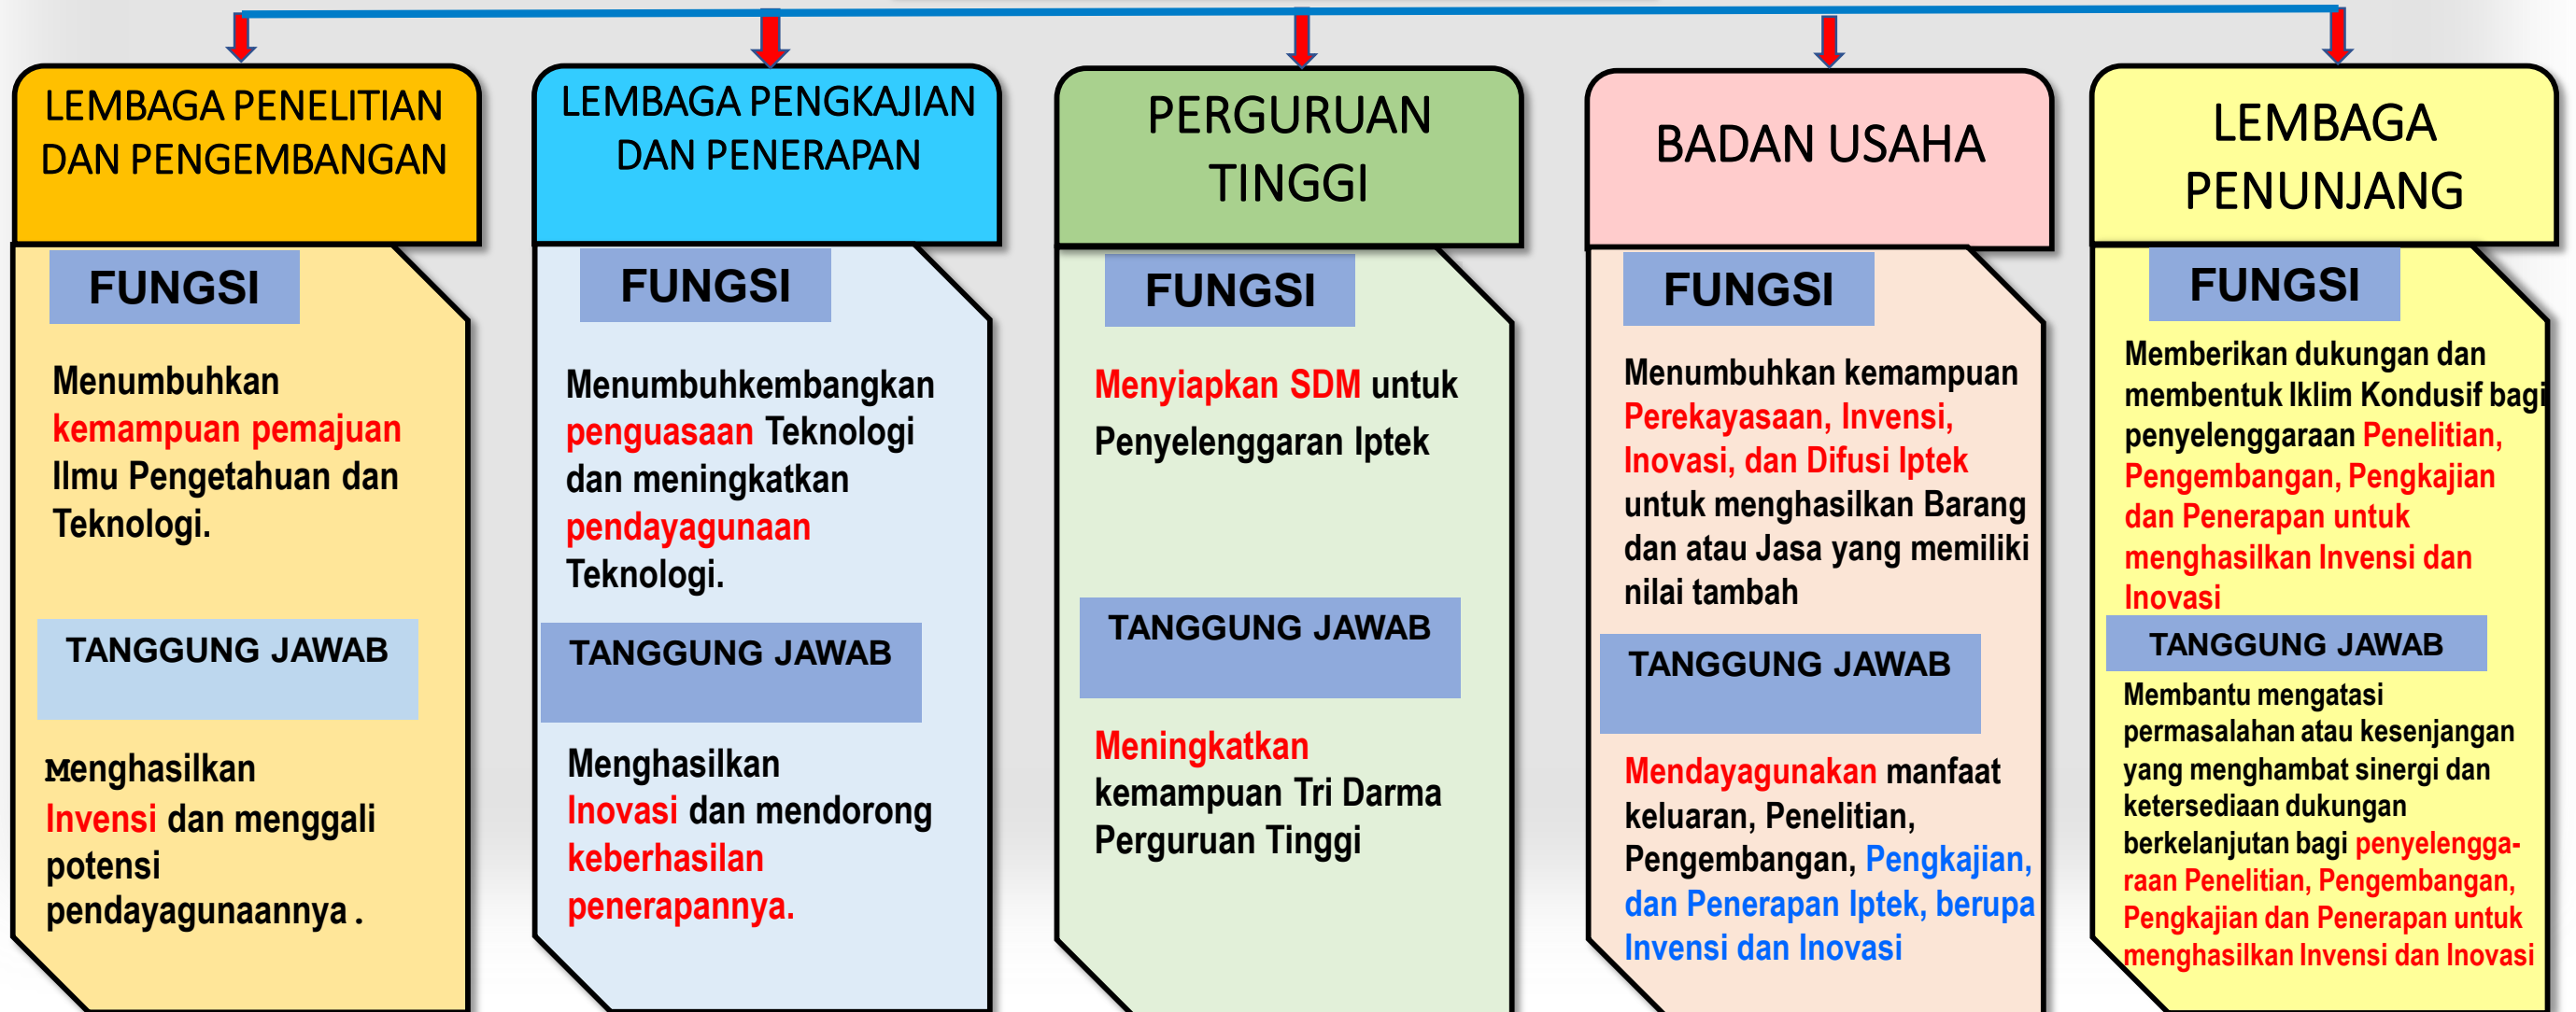 LEMBAGA PENELITIAN
DAN PENGEMBANGAN
FUNGSI
Menumbuhkan
kemampuan pemajuan
Ilmu Pengetahuan dan
Teknologi.
TANGGUNG JAWAB
Menghasilkan
Invensi dan menggali
potensi
pendayagunaannya .
LEMBAGA PENGKAJIAN
DAN PENERAPAN
FUNGSI
Menumbuhkembangkan
penguasaan Teknologi
dan meningkatkan
pendayagunaan
Teknologi.
TANGGUNG JAWAB
Menghasilkan
Inovasi dan mendorong
keberhasilan
penerapannya.
PERGURUAN
TINGGI
FUNGSI
Menyiapkan SDM untuk
Penyelenggaran Iptek
TANGGUNG JAWAB
Meningkatkan
kemampuan Tri Darma
Perguruan Tinggi
BADAN USAHA
FUNGSI
Menumbuhkan kemampuan
Perekayasaan, Invensi,
Inovasi, dan Difusi Iptek
untuk menghasilkan Barang
dan atau Jasa yang memiliki
nilai tambah
TANGGUNG JAWAB
Mendayagunakan manfaat
keluaran, Penelitian,
Pengembangan, Pengkajian,
dan Penerapan Iptek, berupa
Invensi dan Inovasi
LEMBAGA
PENUNJANG
FUNGSI
Memberikan dukungan dan
membentuk Iklim Kondusif bagi
penyelenggaraan Penelitian,
Pengembangan, Pengkajian
dan Penerapan untuk
menghasilkan Invensi dan
Inovasi
TANGGUNG JAWAB
Membantu mengatasi
permasalahan atau kesenjangan
yang menghambat sinergi dan
ketersediaan dukungan
berkelanjutan bagi penyelengga-
raan Penelitian, Pengembangan,
Pengkajian dan Penerapan untuk
menghasilkan Invensi dan Inovasi